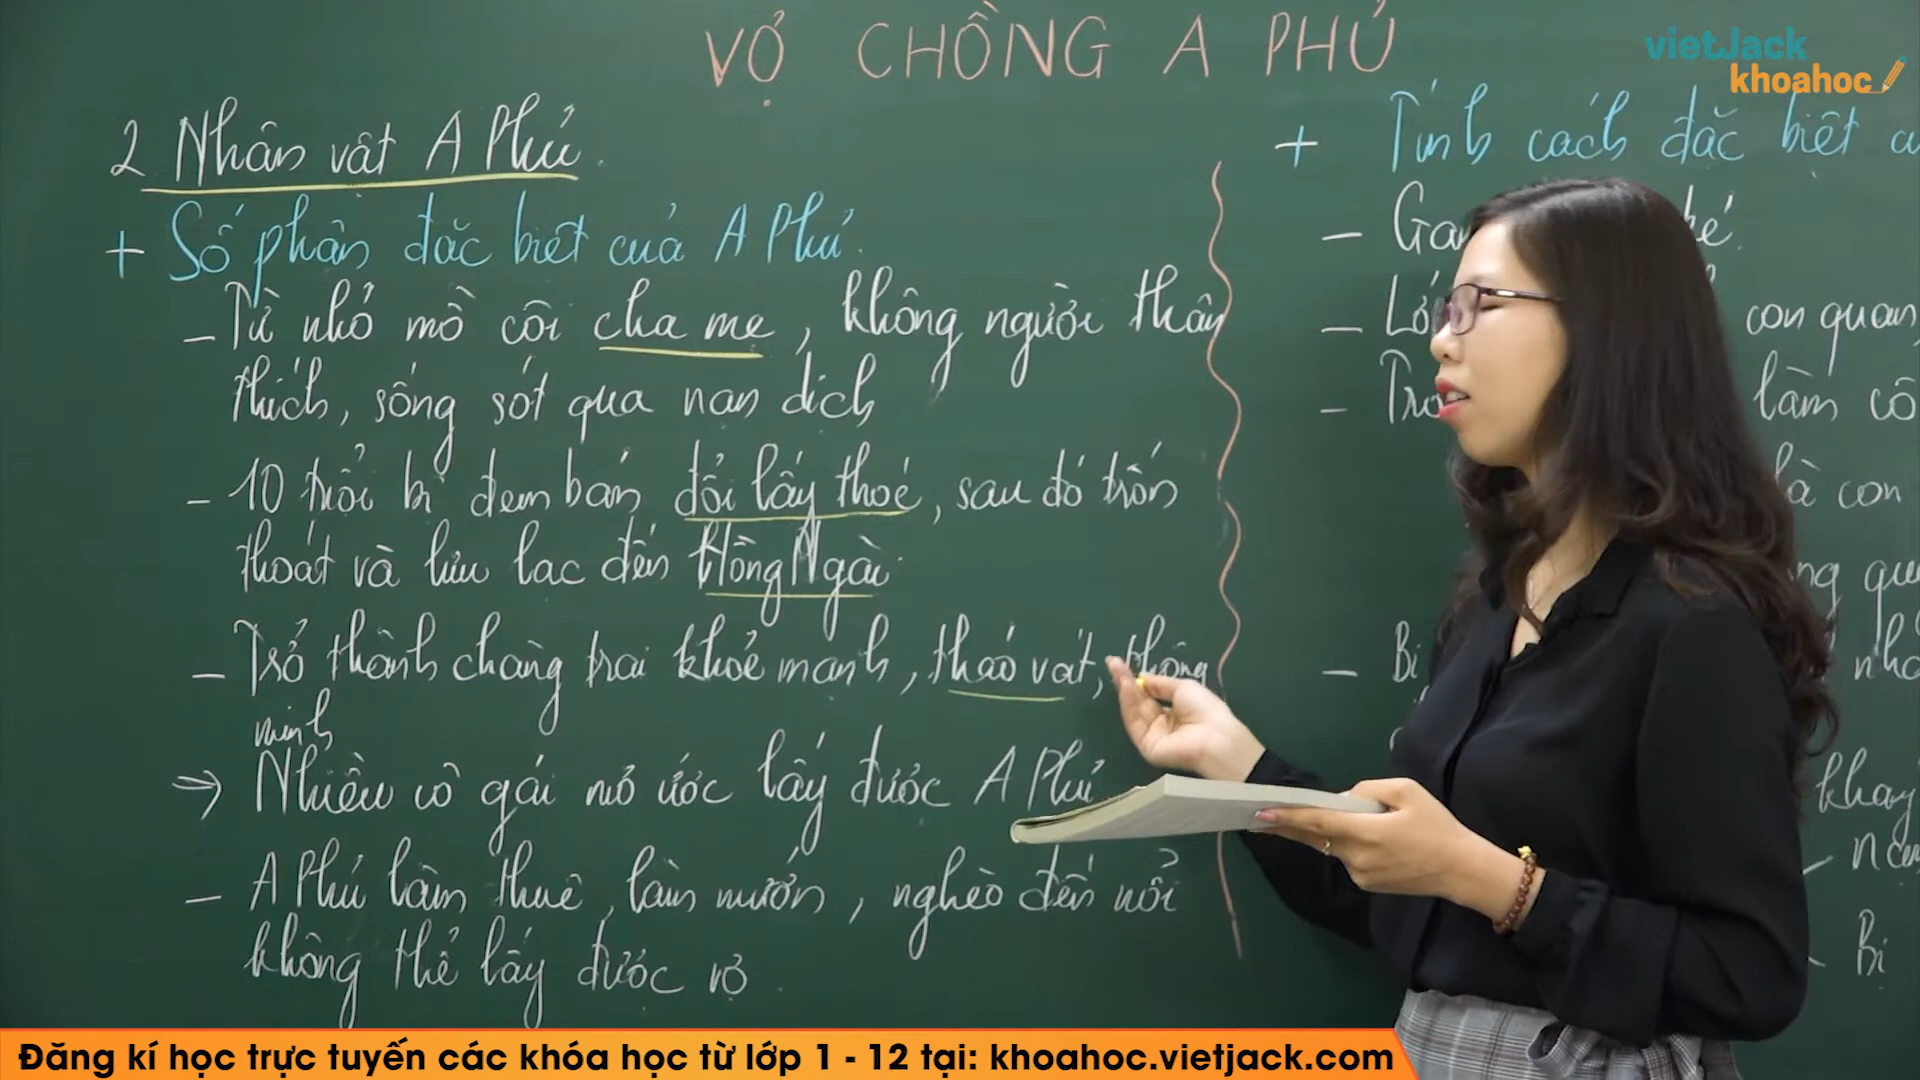 VỢ CHỒNG A PHỦ
vietJack
khoahoc
2 Nhân vật A Phủ.
+ Số phận đặc biệt của A Phủ.
- Từ nhỏ mồ côi cha mẹ, không người thân
thích, sống sót qua nạn dịch
- 10 tuổi bị đem bán đổi lấy thóc, sau đó trốn
thoát và lưu lạc đến Hồng Ngài.
- Trở thành chàng trai khoẻ mạnh, tháo vát, thông
minh
=> Nhiều cô gái mơ ước lấy được A Phủ
- A Phủ làm thuê, làm mướn, nghèo đến nỗi
không thể lấy được vợ.
+ Tính cách đặc biệt
- Ga
- Lớ con quan,
- Trở làm
là con
- Bị
khay
- Bị
Đăng kí học trực tuyến các khóa học từ lớp 1 - 12 tại: khoahoc.vietjack.com